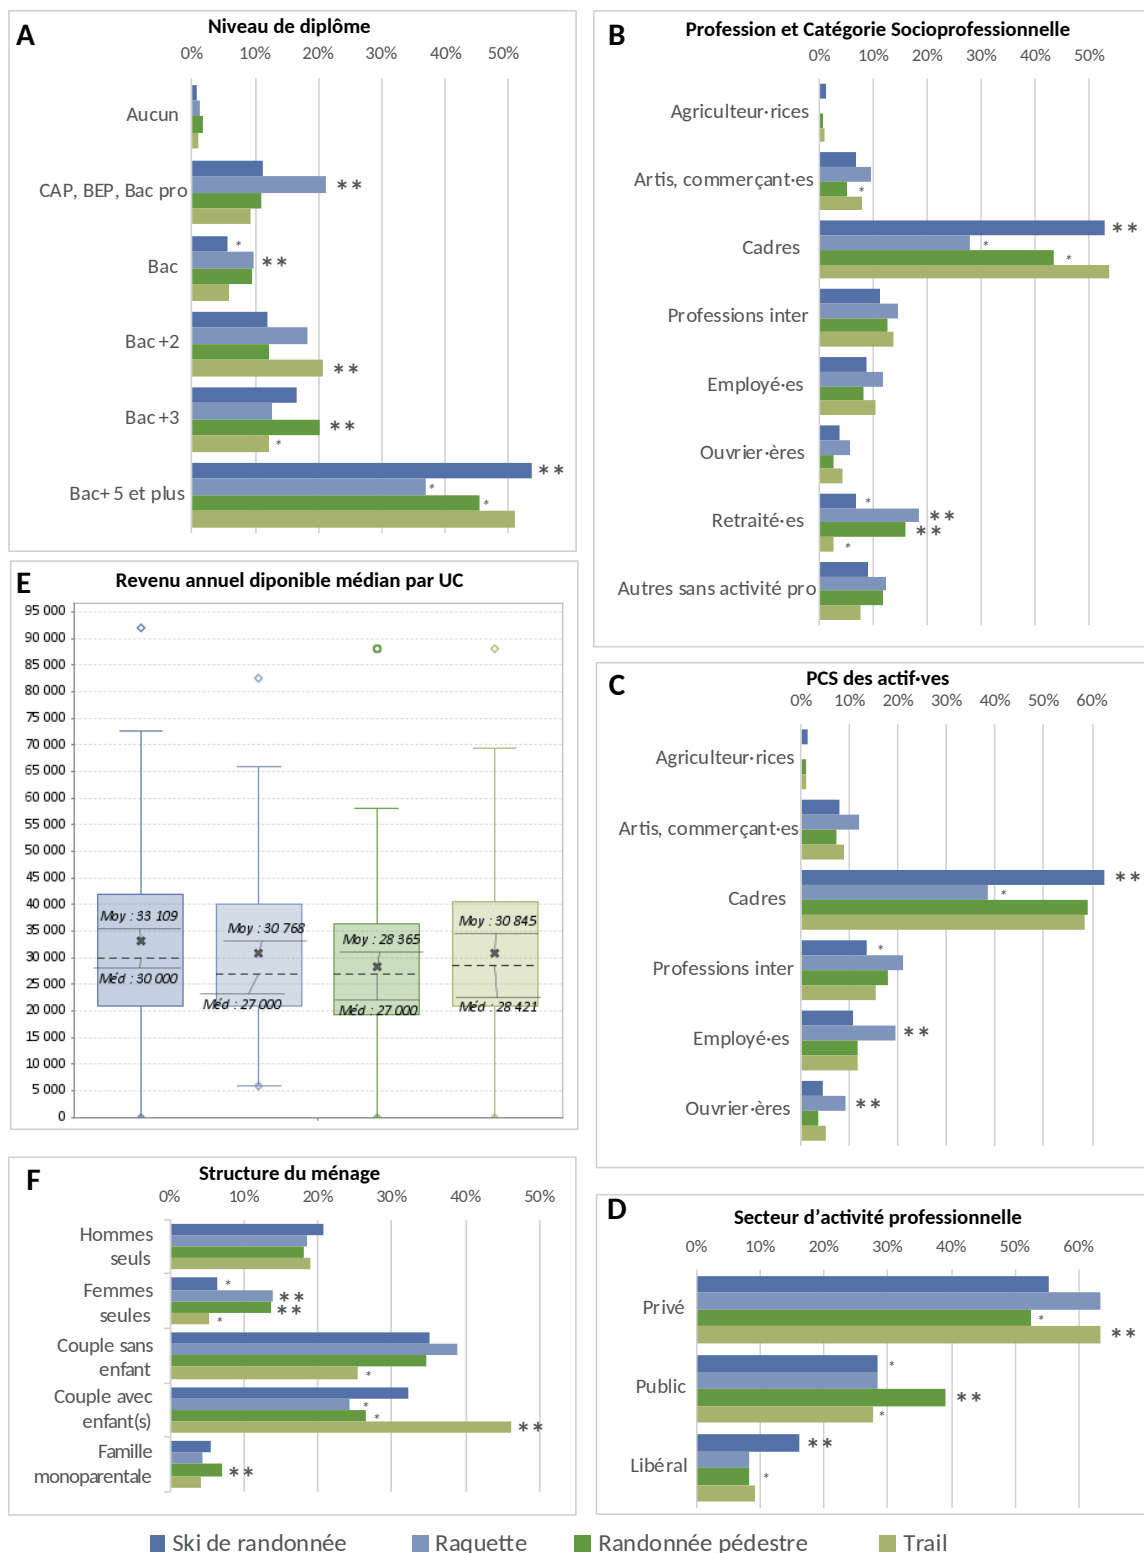 A
Niveau de diplôme
0% 10% 20% 30% 40% 50%
Aucun
CAP, BEP, Bac pro **
Bac * **
Bac+2 **
Bac+3 ** *
Bac+5 et plus ** * *
B
Profession et Catégorie Socioprofessionnelle
0% 10% 20% 30% 40% 50%
Agriculteur·rices
Artis, commerçant·es *
Cadres ** * *
Professions inter
Employé·es
Ouvrier·ères
Retraité·es * ** ** *
Autres sans activité pro
E
Revenu annuel diponible médian par UC
95 000
90 000
85 000
80 000
75 000
70 000
65 000
60 000
55 000
50 000
45 000
40 000
35 000
30 000
25 000
20 000
15 000
10 000
5 000
0
Moy : 33 109
Méd : 30 000
Moy : 30 768
Méd : 27 000
Moy : 28 365
Méd : 27 000
Moy : 30 845
Méd : 28 421
C
PCS des actif·ves
0% 10% 20% 30% 40% 50% 60%
Agriculteur·rices
Artis, commerçant·es
Cadres ** *
Professions inter *
Employé·es **
Ouvrier·ères **
F
Structure du ménage
0% 10% 20% 30% 40% 50%
Hommes
seuls
Femmes
seules * ** ** *
Couple sans
enfant *
Couple avec
enfant(s) * * **
Famille
monoparentale **
D
Secteur d'activité professionnelle
0% 10% 20% 30% 40% 50% 60%
Privé * **
Public * ** *
Libéral ** *
Ski de randonnée Raquette Randonnée pédestre Trail